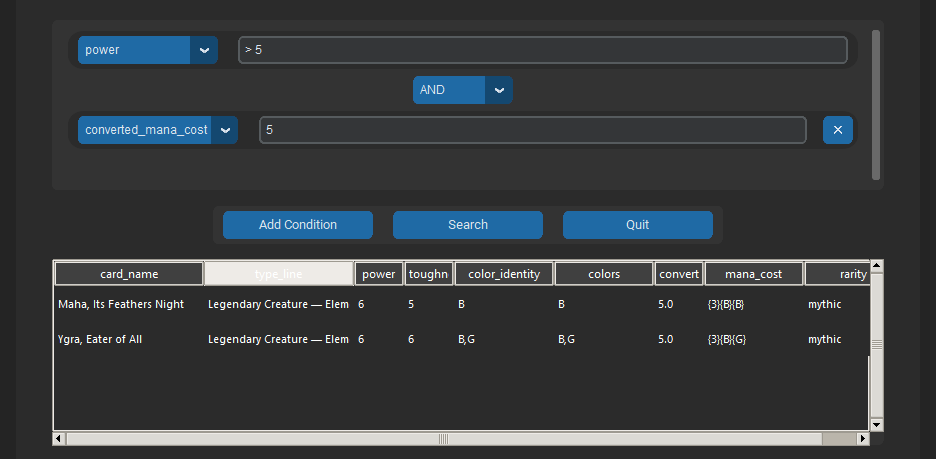 power > 5
AND
converted_mana_cost 5 ×
Add Condition Search Quit
card_name type_line power toughn color_identity colors convert mana_cost rarity
Maha, Its Feathers Night Legendary Creature — Elem 6 5 B B 5.0 {3}{B}{B} mythic
Ygra, Eater of All Legendary Creature — Elem 6 6 B,G B,G 5.0 {3}{B}{G} mythic